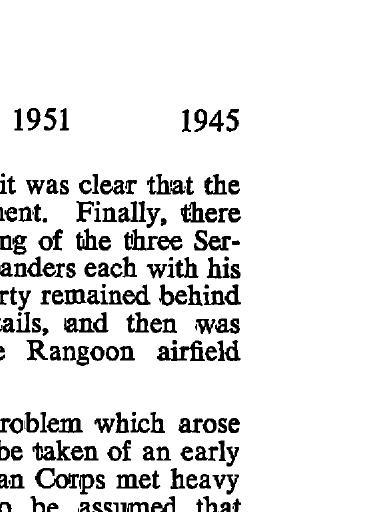 1951 1945
it was clear that the
ment. Finally, there
ng of the three Ser-
anders each with his
rty remained behind
tails, and then was
e Rangoon airfield
roblem which arose
be taken of an early
an Corps met heavy
o be assumed that